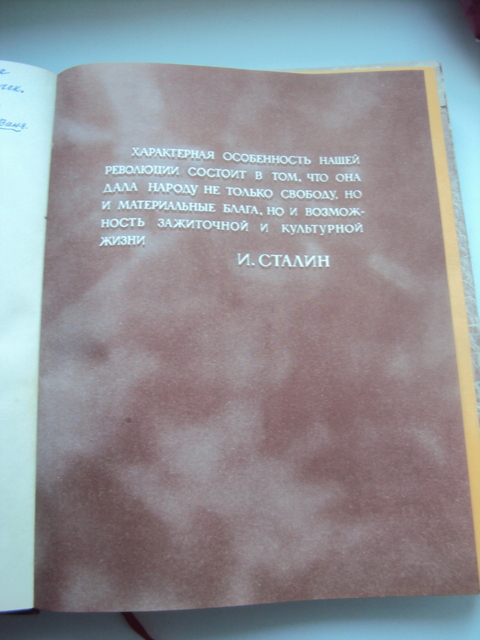 ХАРАКТЕРНАЯ ОСОБЕННОСТЬ НАШЕЙ
РЕВОЛЮЦИИ СОСТОИТ В ТОМ, ЧТО ОНА
ДАЛА НАРОДУ НЕ ТОЛЬКО СВОБОДУ, НО
И МАТЕРИАЛЬНЫЕ БЛАГА, НО И ВОЗМОЖ-
НОСТЬ ЗАЖИТОЧНОЙ И КУЛЬТУРНОЙ
ЖИЗНИ
И. СТАЛИН